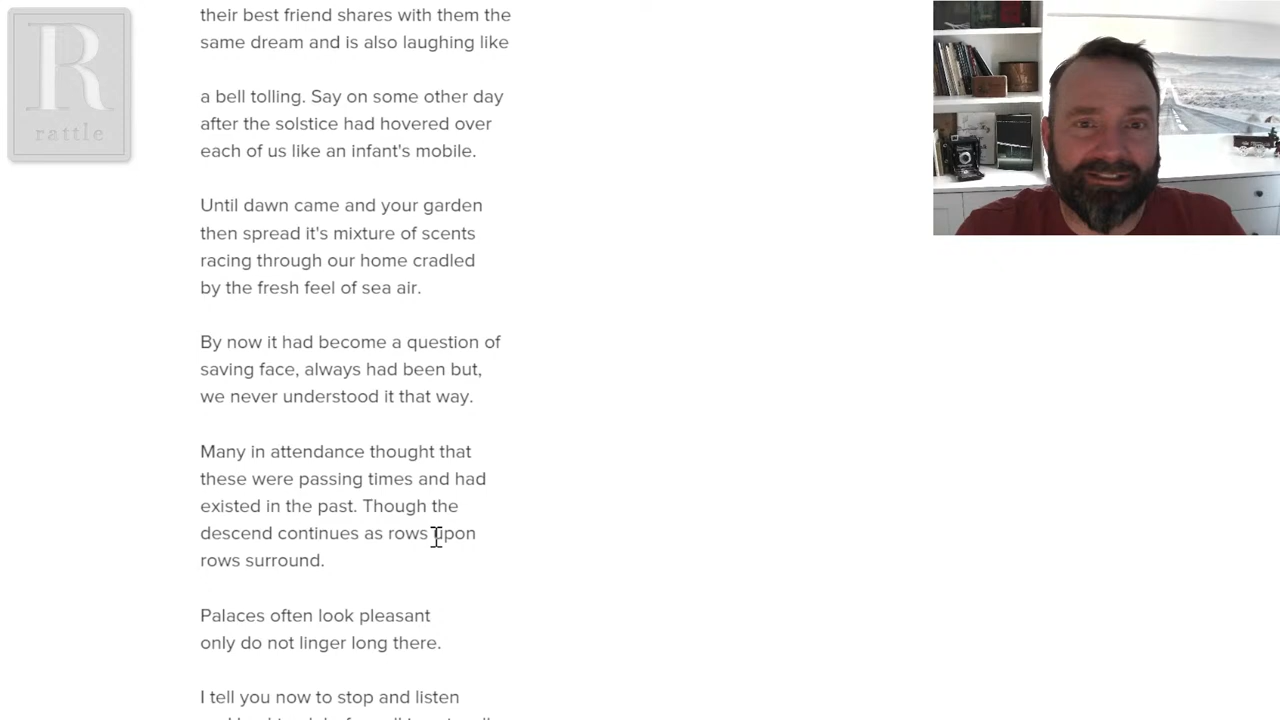 R
rattle
their best friend shares with them the
same dream and is also laughing like
a bell tolling. Say on some other day
after the solstice had hovered over
each of us like an infant's mobile.
Until dawn came and your garden
then spread it's mixture of scents
racing through our home cradled
by the fresh feel of sea air.
By now it had become a question of
saving face, always had been but,
we never understood it that way.
Many in attendance thought that
these were passing times and had
existed in the past. Though the
descend continues as rows upon
rows surround.
Palaces often look pleasant
only do not linger long there.
I tell you now to stop and listen